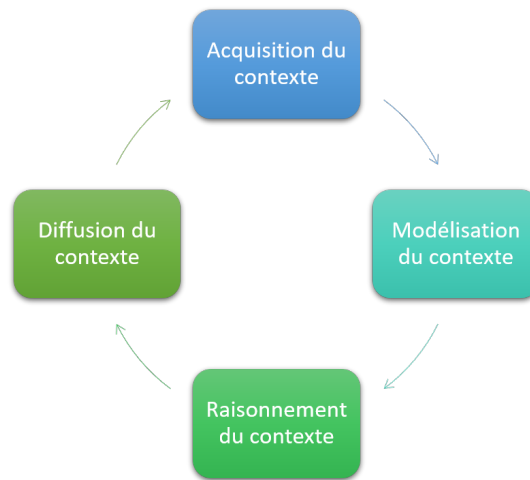 Acquisition du
contexte
Modélisation
du contexte
Raisonnement
du contexte
Diffusion du
contexte